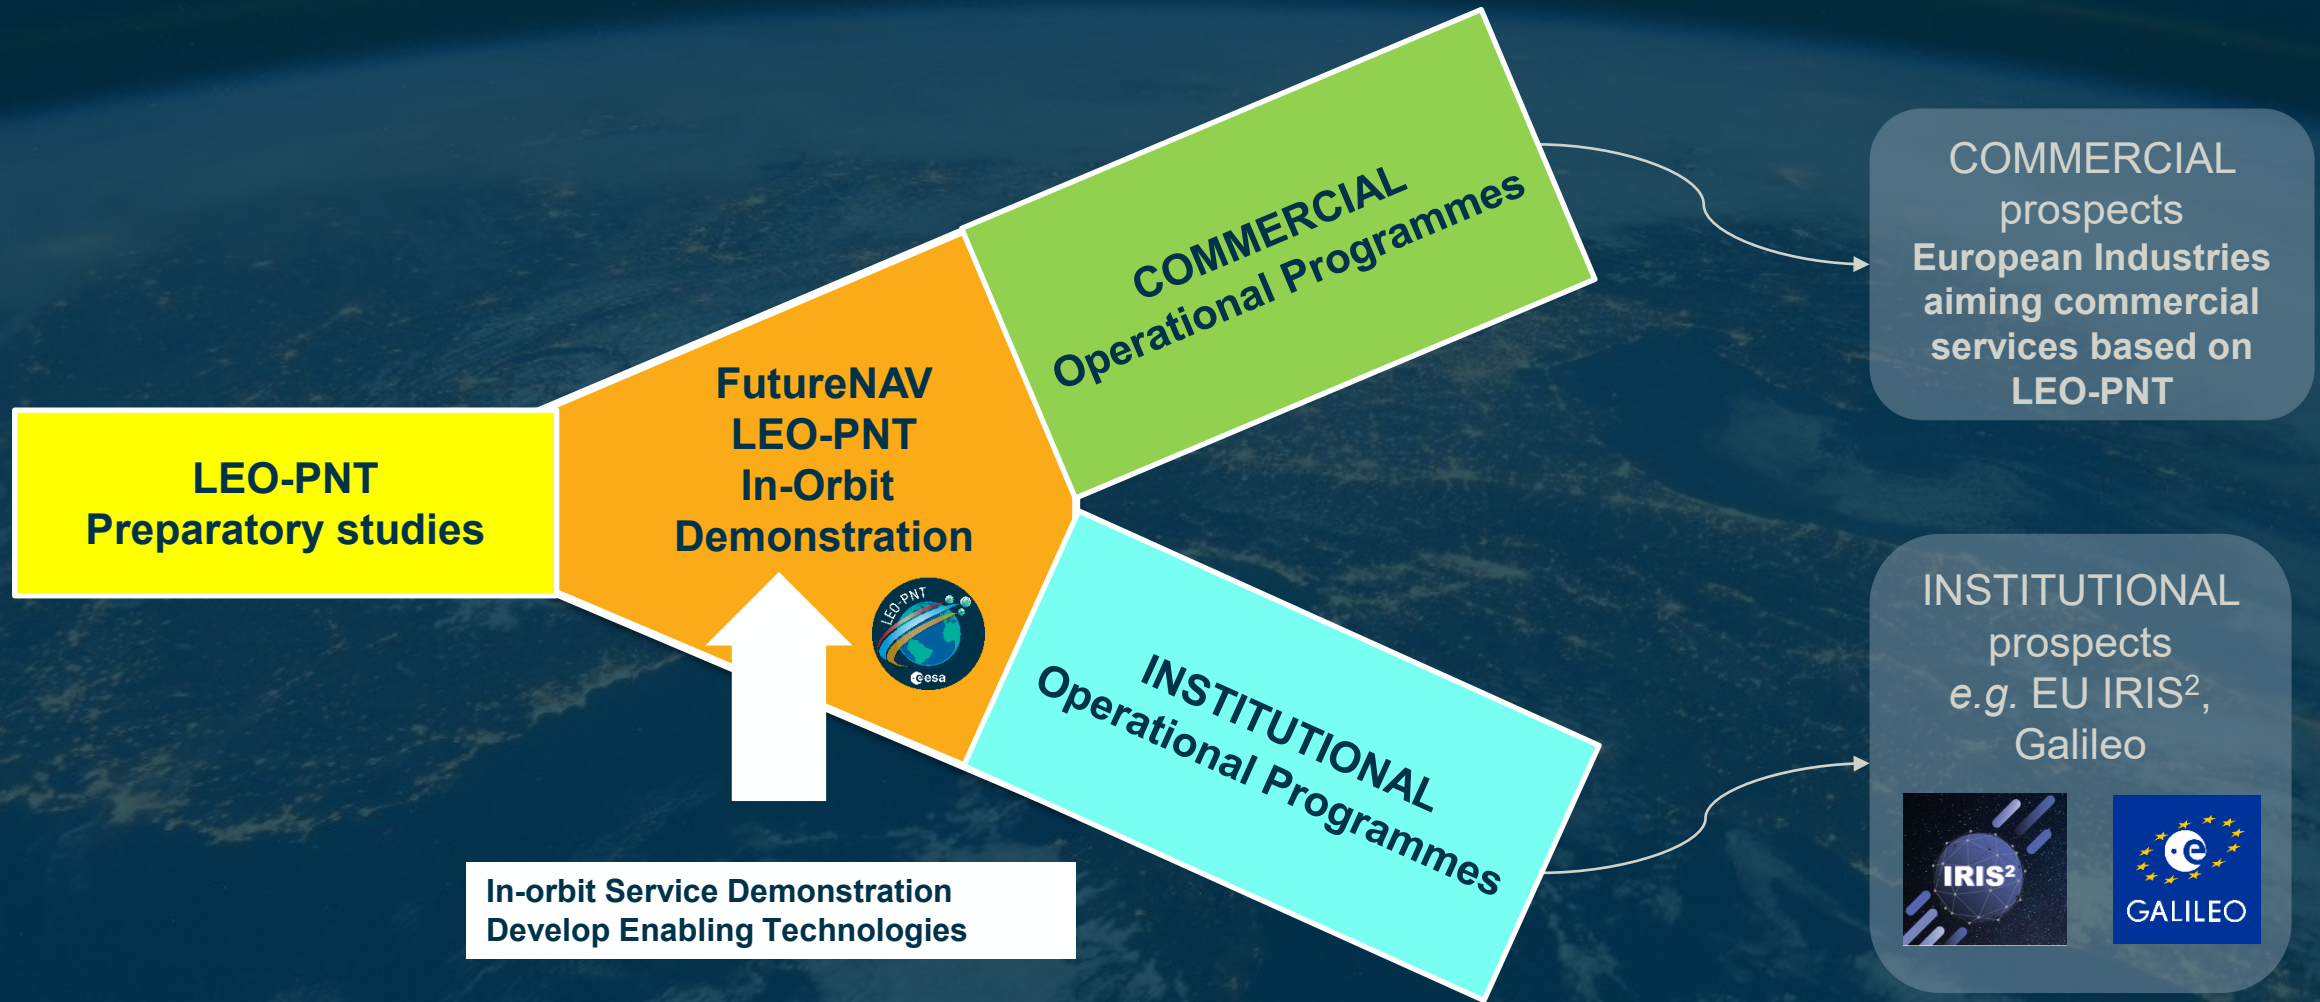 LEO-PNT
Preparatory studies
FutureNAV
LEO-PNT
In-Orbit
Demonstration
LEO-PNT
esa
In-orbit Service Demonstration
Develop Enabling Technologies
COMMERCIAL
Operational Programmes
INSTITUTIONAL
Operational Programmes
COMMERCIAL
prospects
European Industries
aiming commercial
services based on
LEO-PNT
INSTITUTIONAL
prospects
e.g. EU IRIS²,
Galileo
IRIS²
e
GALILEO